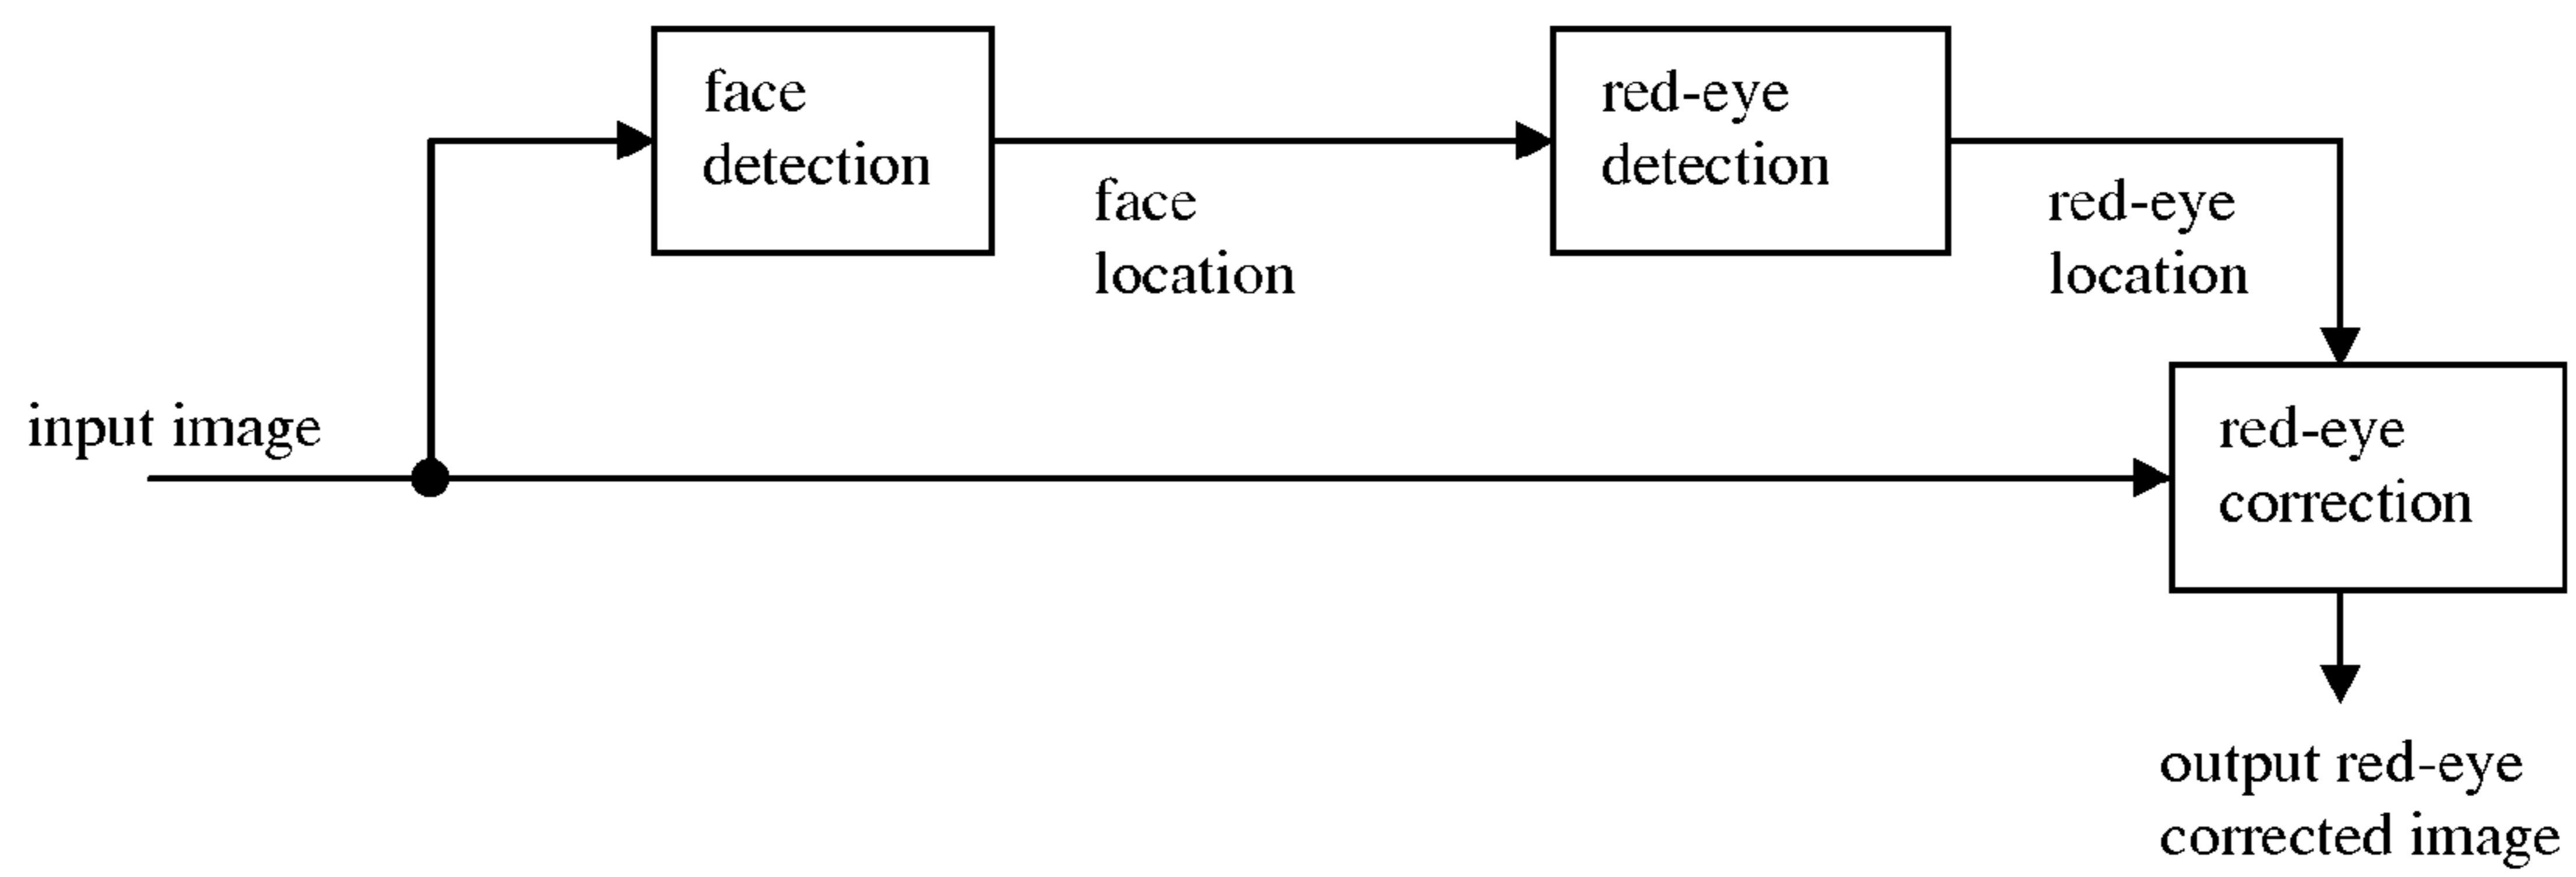 face
detection
face
location
red-eye
detection
red-eye
location
input image
red-eye
correction
output red-eye
corrected image